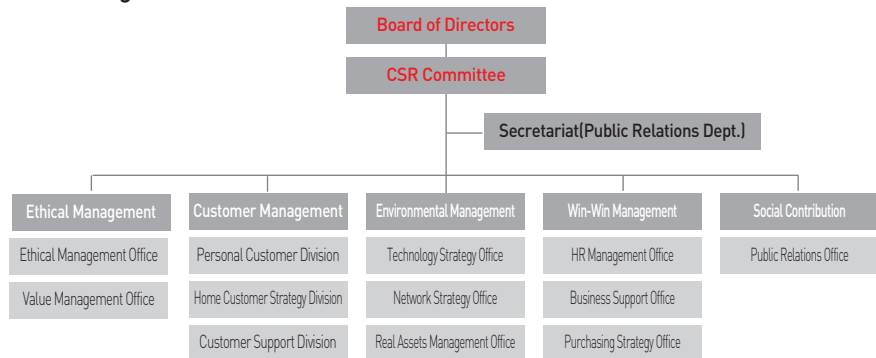 Board of Directors
CSR Committee
Secretariat(Public Relations Dept.)
Ethical Management
Customer Management
Environmental Management
Win-Win Management
Social Contribution
Ethical Management Office
Personal Customer Division
Technology Strategy Office
HR Management Office
Public Relations Office
Value Management Office
Home Customer Strategy Division
Network Strategy Office
Business Support Office
Customer Support Division
Real Assets Management Office
Purchasing Strategy Office